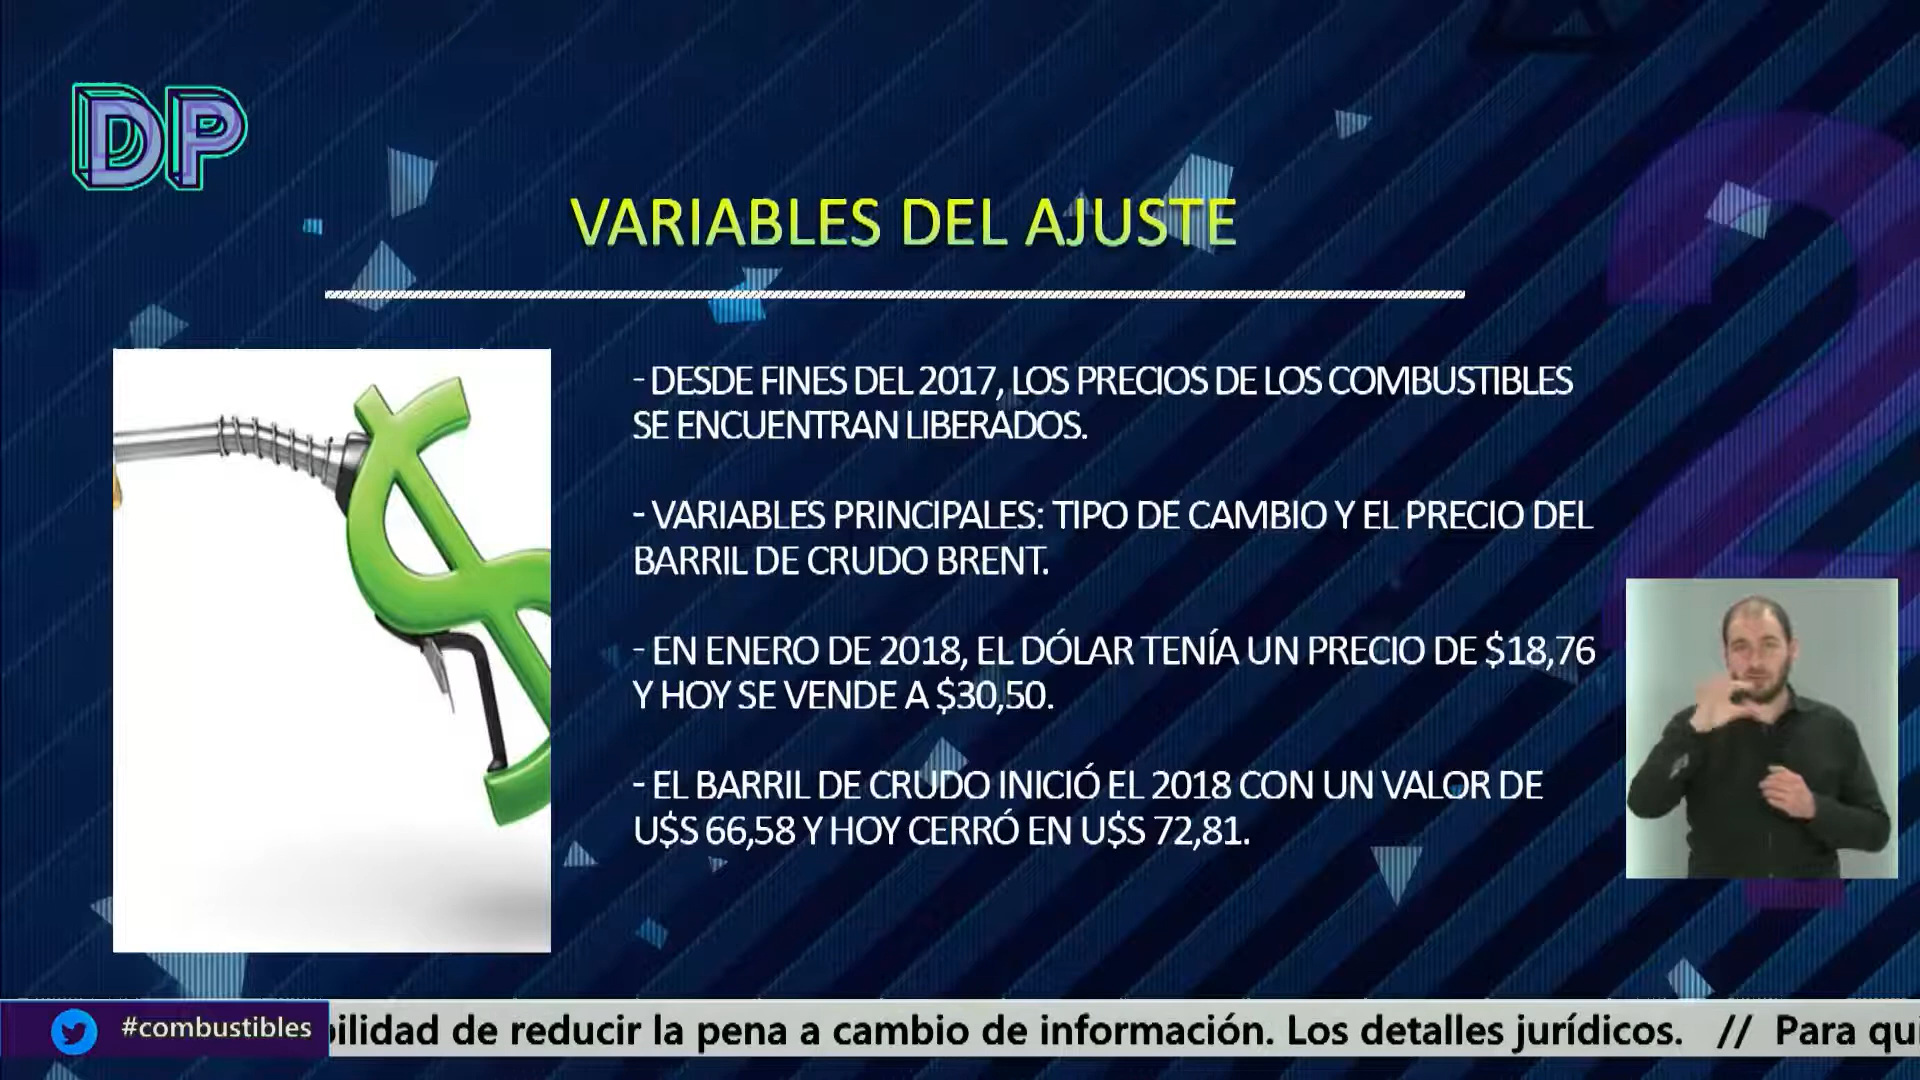 DP
VARIABLES DEL AJUSTE
- DESDE FINES DEL 2017, LOS PRECIOS DE LOS COMBUSTIBLES
SE ENCUENTRAN LIBERADOS.
- VARIABLES PRINCIPALES: TIPO DE CAMBIO Y EL PRECIO DEL
BARRIL DE CRUDO BRENT.
- EN ENERO DE 2018, EL DÓLAR TENÍA UN PRECIO DE $18,76
Y HOY SE VENDE A $30,50.
- EL BARRIL DE CRUDO INICIÓ EL 2018 CON UN VALOR DE
U$S 66,58 Y HOY CERRÓ EN U$S 72,81.
#combustibles
bilidad de reducir la pena a cambio de información. Los detalles jurídicos. // Para qui